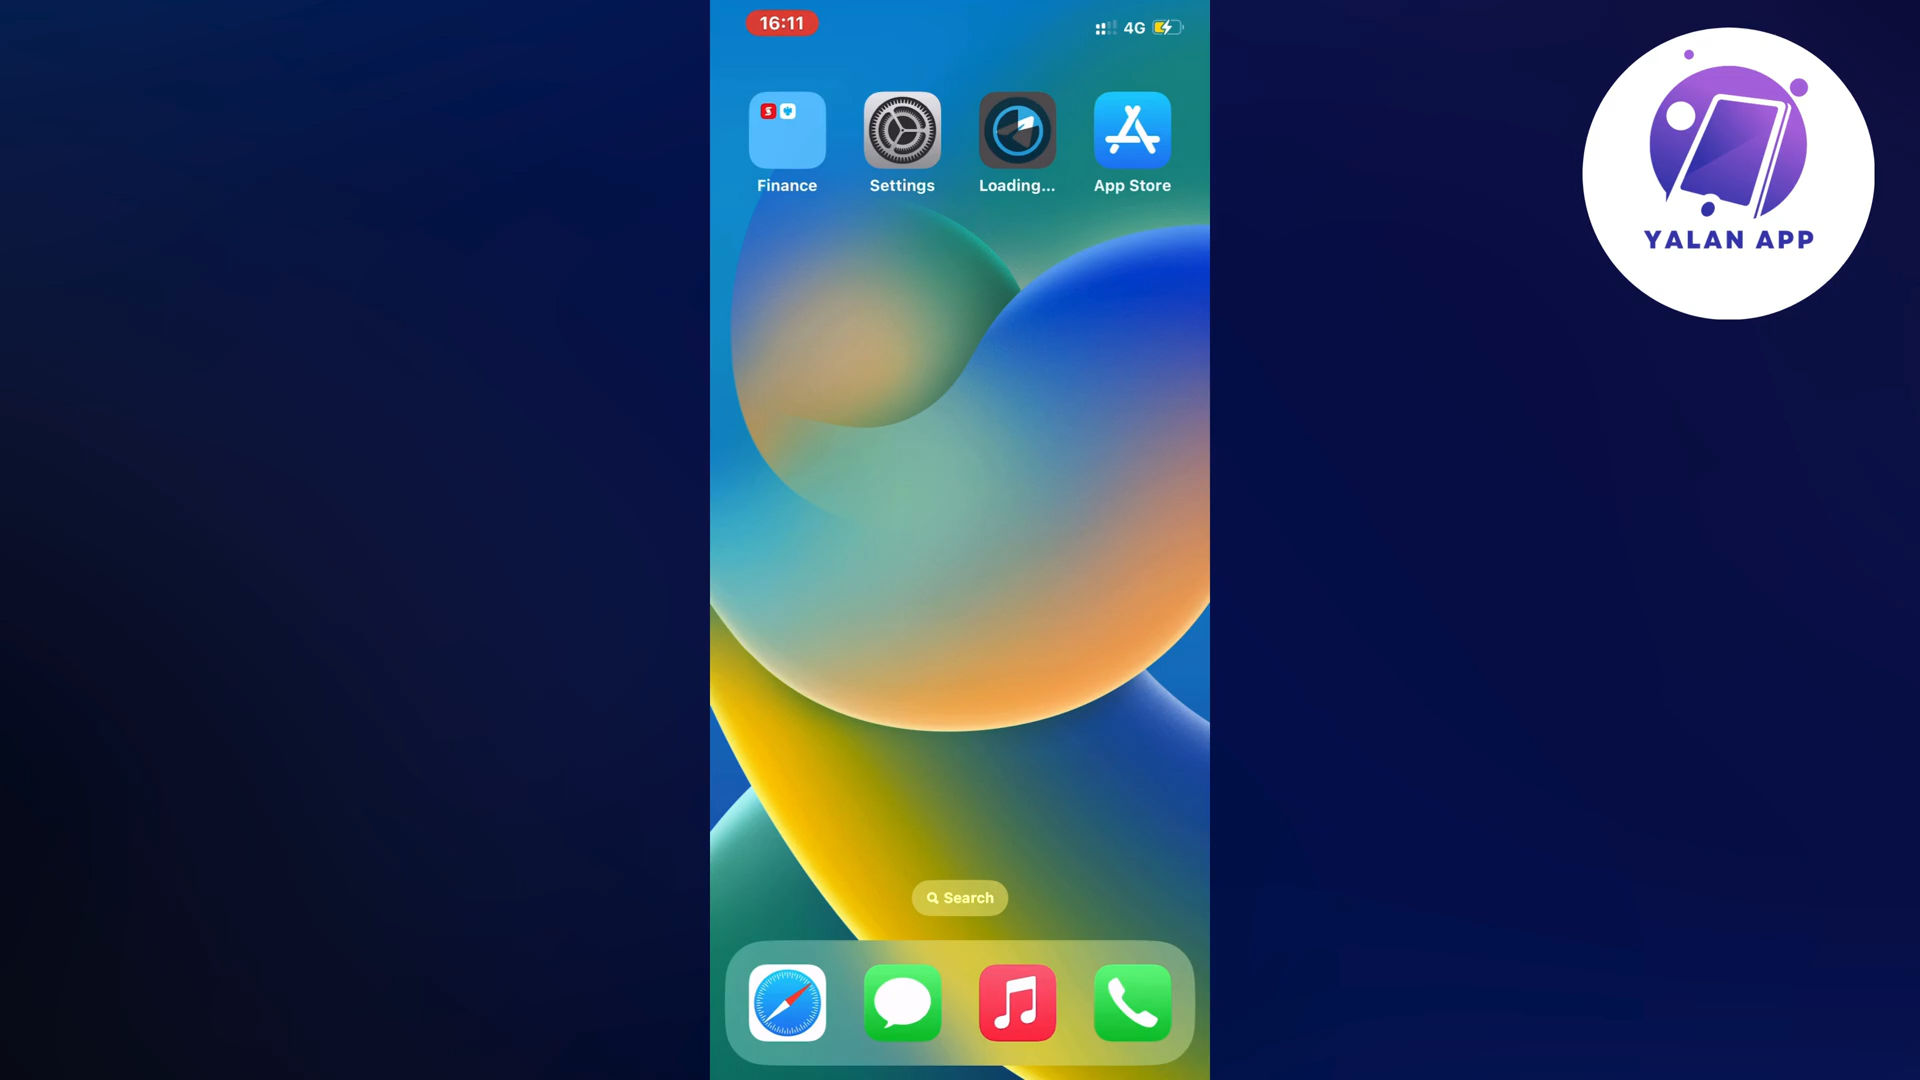 16:11
4G
Finance
Settings
Loading...
App Store
YALAN APP
Search